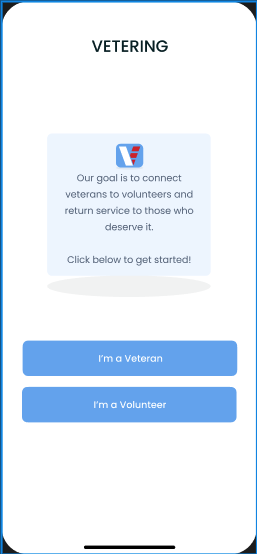 VETERING
Our goal is to connect
veterans to volunteers and
return service to those who
deserve it.
Click below to get started!
I'm a Veteran
I'm a Volunteer